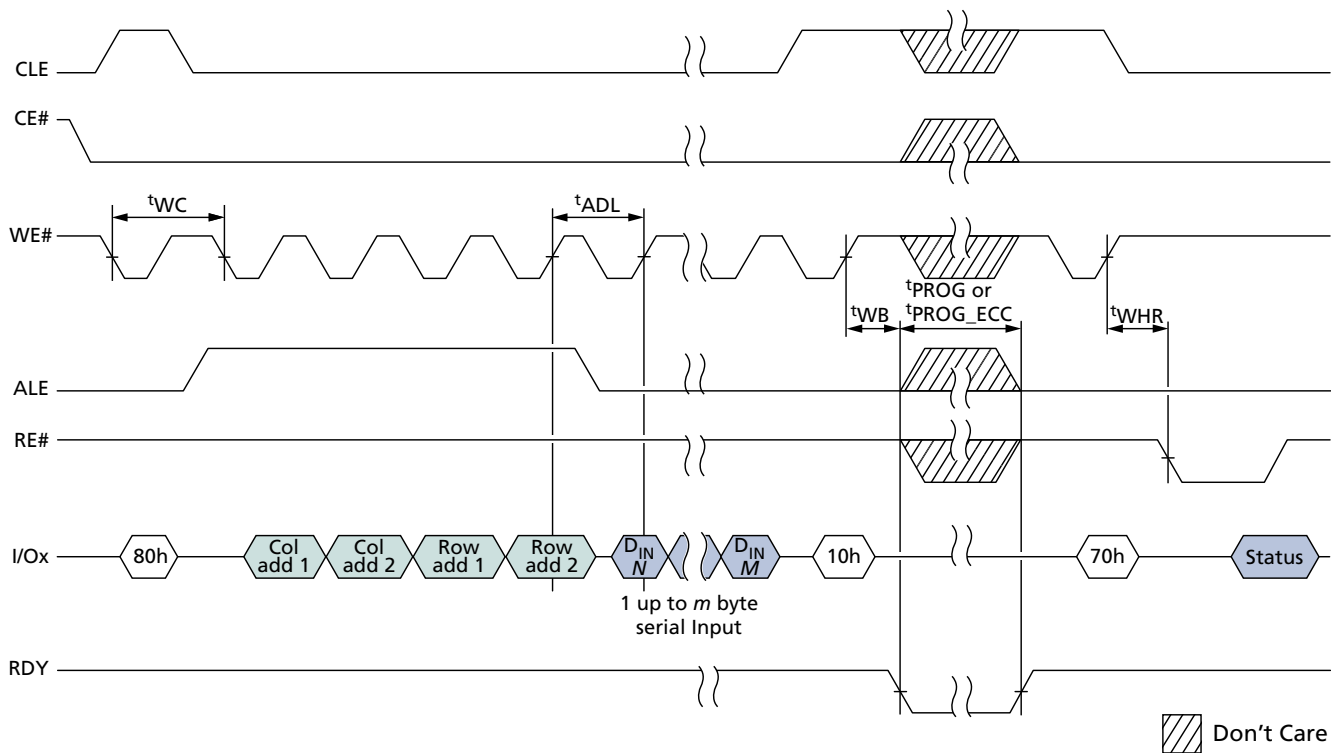 CLE
CE#
tWC
tADL
WE#
tPROG or
tPROG_ECC
tWB
tWHR
ALE
RE#
I/Ox
80h
Col
add 1
Col
add 2
Row
add 1
Row
add 2
DIN
N
DIN
M
10h
70h
Status
1 up to m byte
serial Input
RDY
Don't Care